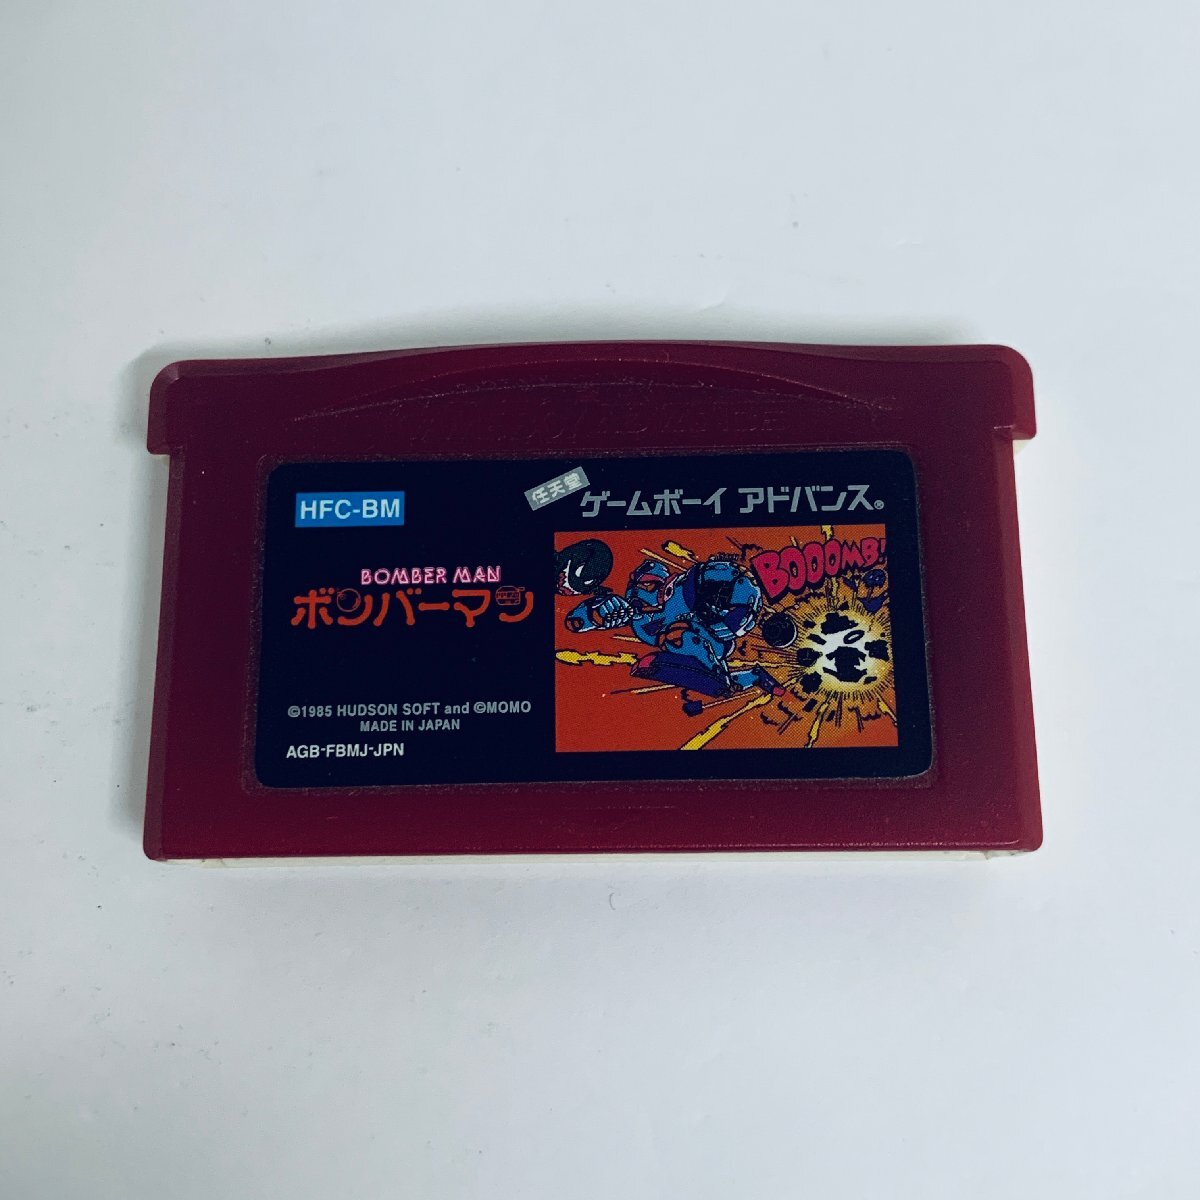 HFC-BM
任天堂
ゲームボーイ アドバンス®
BOMBER MAN
ボンバーマン
BOOOMB!
©1985 HUDSON SOFT and ©MOMO
MADE IN JAPAN
AGB-FBMJ-JPN